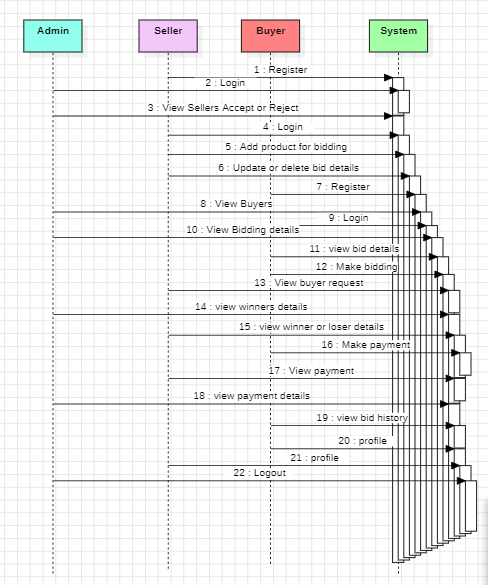 Admin
Seller
Buyer
System
1 : Register
2 : Login
3 : View Sellers Accept or Reject
4 : Login
5 : Add product for bidding
6 : Update or delete bid details
7 : Register
8 : View Buyers
9 : Login
10 : View Bidding details
11 : view bid details
12 : Make bidding
13 : View buyer request
14 : view winners details
15 : view winner or loser details
16 : Make payment
17 : View payment
18 : view payment details
19 : view bid history
20 : profile
21 : profile
22 : Logout